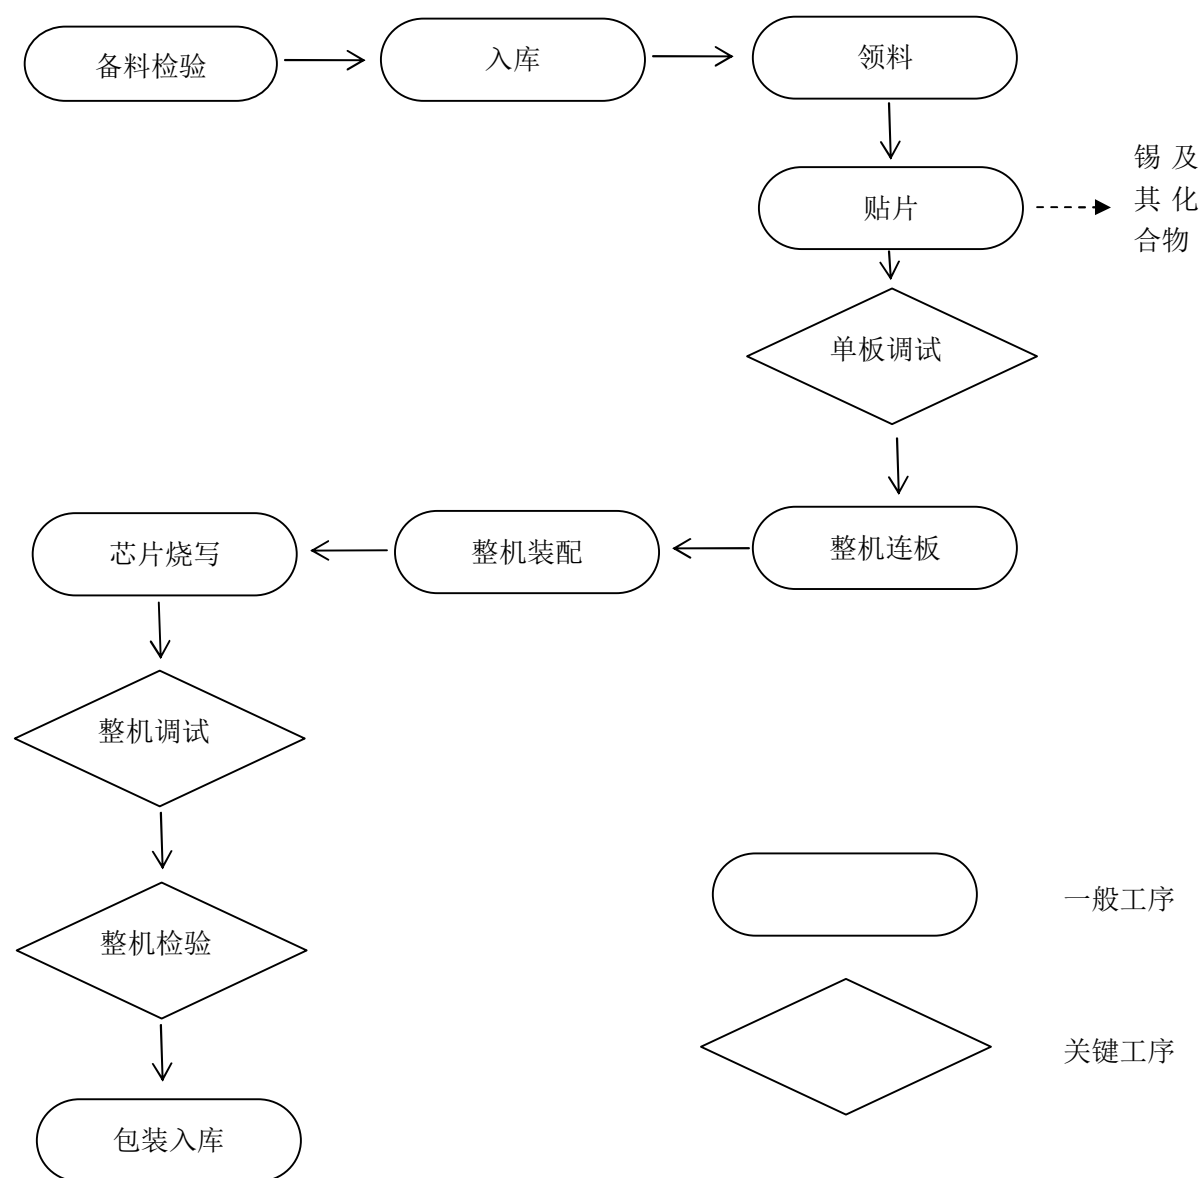 备料检验
入库
领料
锡及
其化
合物
贴片
单板调试
整机连板
整机装配
芯片烧写
整机调试
整机检验
包装入库
一般工序
关键工序